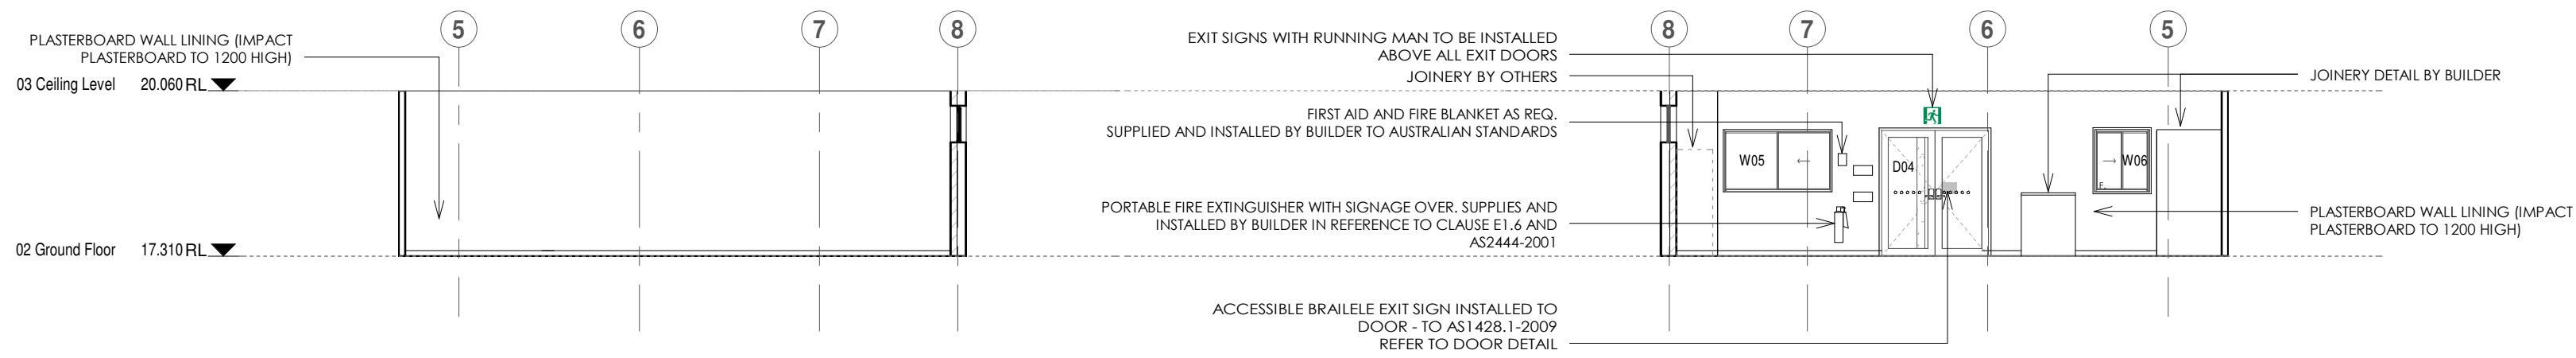 5
6
7
8
PLASTERBOARD WALL LINING (IMPACT
PLASTERBOARD TO 1200 HIGH)
03 Ceiling Level 20.060 RL
02 Ground Floor 17.310 RL
8
7
6
5
EXIT SIGNS WITH RUNNING MAN TO BE INSTALLED
ABOVE ALL EXIT DOORS
JOINERY BY OTHERS
FIRST AID AND FIRE BLANKET AS REQ.
SUPPLIED AND INSTALLED BY BUILDER TO AUSTRALIAN STANDARDS
PORTABLE FIRE EXTINGUISHER WITH SIGNAGE OVER. SUPPLIES AND
INSTALLED BY BUILDER IN REFERENCE TO CLAUSE E1.6 AND
AS2444-2001
ACCESSIBLE BRAILELE EXIT SIGN INSTALLED TO
DOOR - TO AS1428.1-2009
REFER TO DOOR DETAIL
W05
D04
W06
F.
JOINERY DETAIL BY BUILDER
PLASTERBOARD WALL LINING (IMPACT
PLASTERBOARD TO 1200 HIGH)